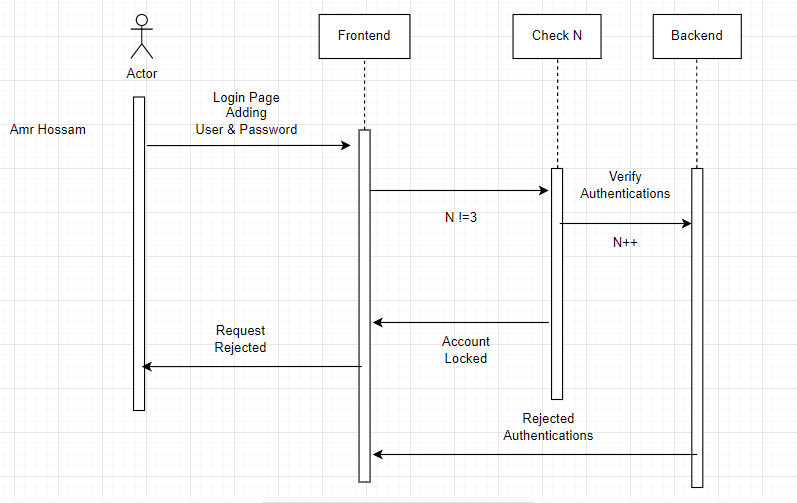 Frontend
Check N
Backend
Actor
Amr Hossam
Login Page
Adding
User & Password
N !=3
Verify
Authentications
N++
Account
Locked
Request
Rejected
Rejected
Authentications